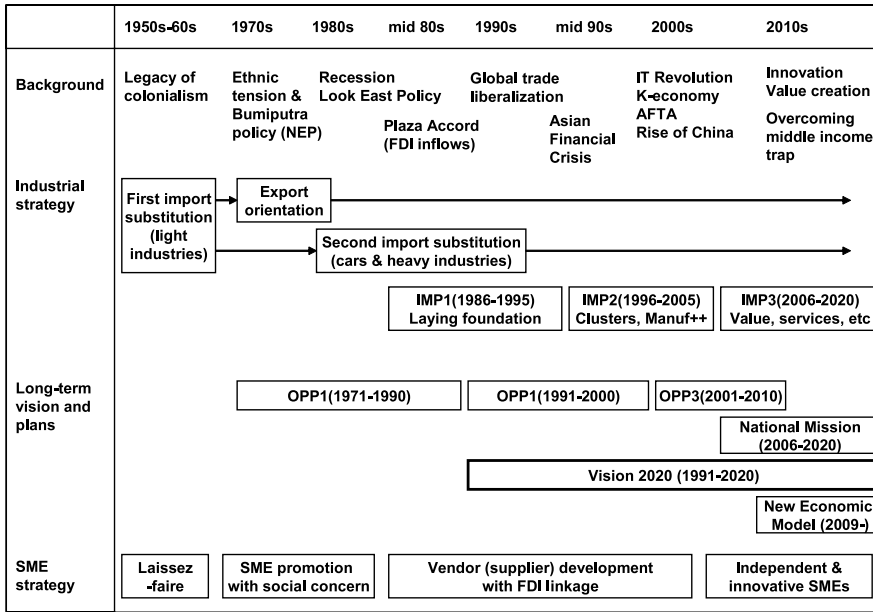 1950s-60s 1970s 1980s mid 80s 1990s mid 90s 2000s 2010s
Background
Legacy of
colonialism
Ethnic
tension &
Bumiputra
policy (NEP)
Recession
Look East Policy
Plaza Accord
(FDI inflows)
Global trade
liberalization
Asian
Financial
Crisis
IT Revolution
K-economy
AFTA
Rise of China
Innovation
Value creation
Overcoming
middle income
trap
Industrial
strategy
First import
substitution
(light
industries)
Export
orientation
Second import substitution
(cars & heavy industries)
IMP1(1986-1995)
Laying foundation
IMP2(1996-2005)
Clusters, Manuf++
IMP3(2006-2020)
Value, services, etc
Long-term
vision and
plans
OPP1(1971-1990)
OPP1(1991-2000)
OPP3(2001-2010)
National Mission
(2006-2020)
Vision 2020 (1991-2020)
New Economic
Model (2009-)
SME
strategy
Laissez
-faire
SME promotion
with social concern
Vendor (supplier) development
with FDI linkage
Independent &
innovative SMEs